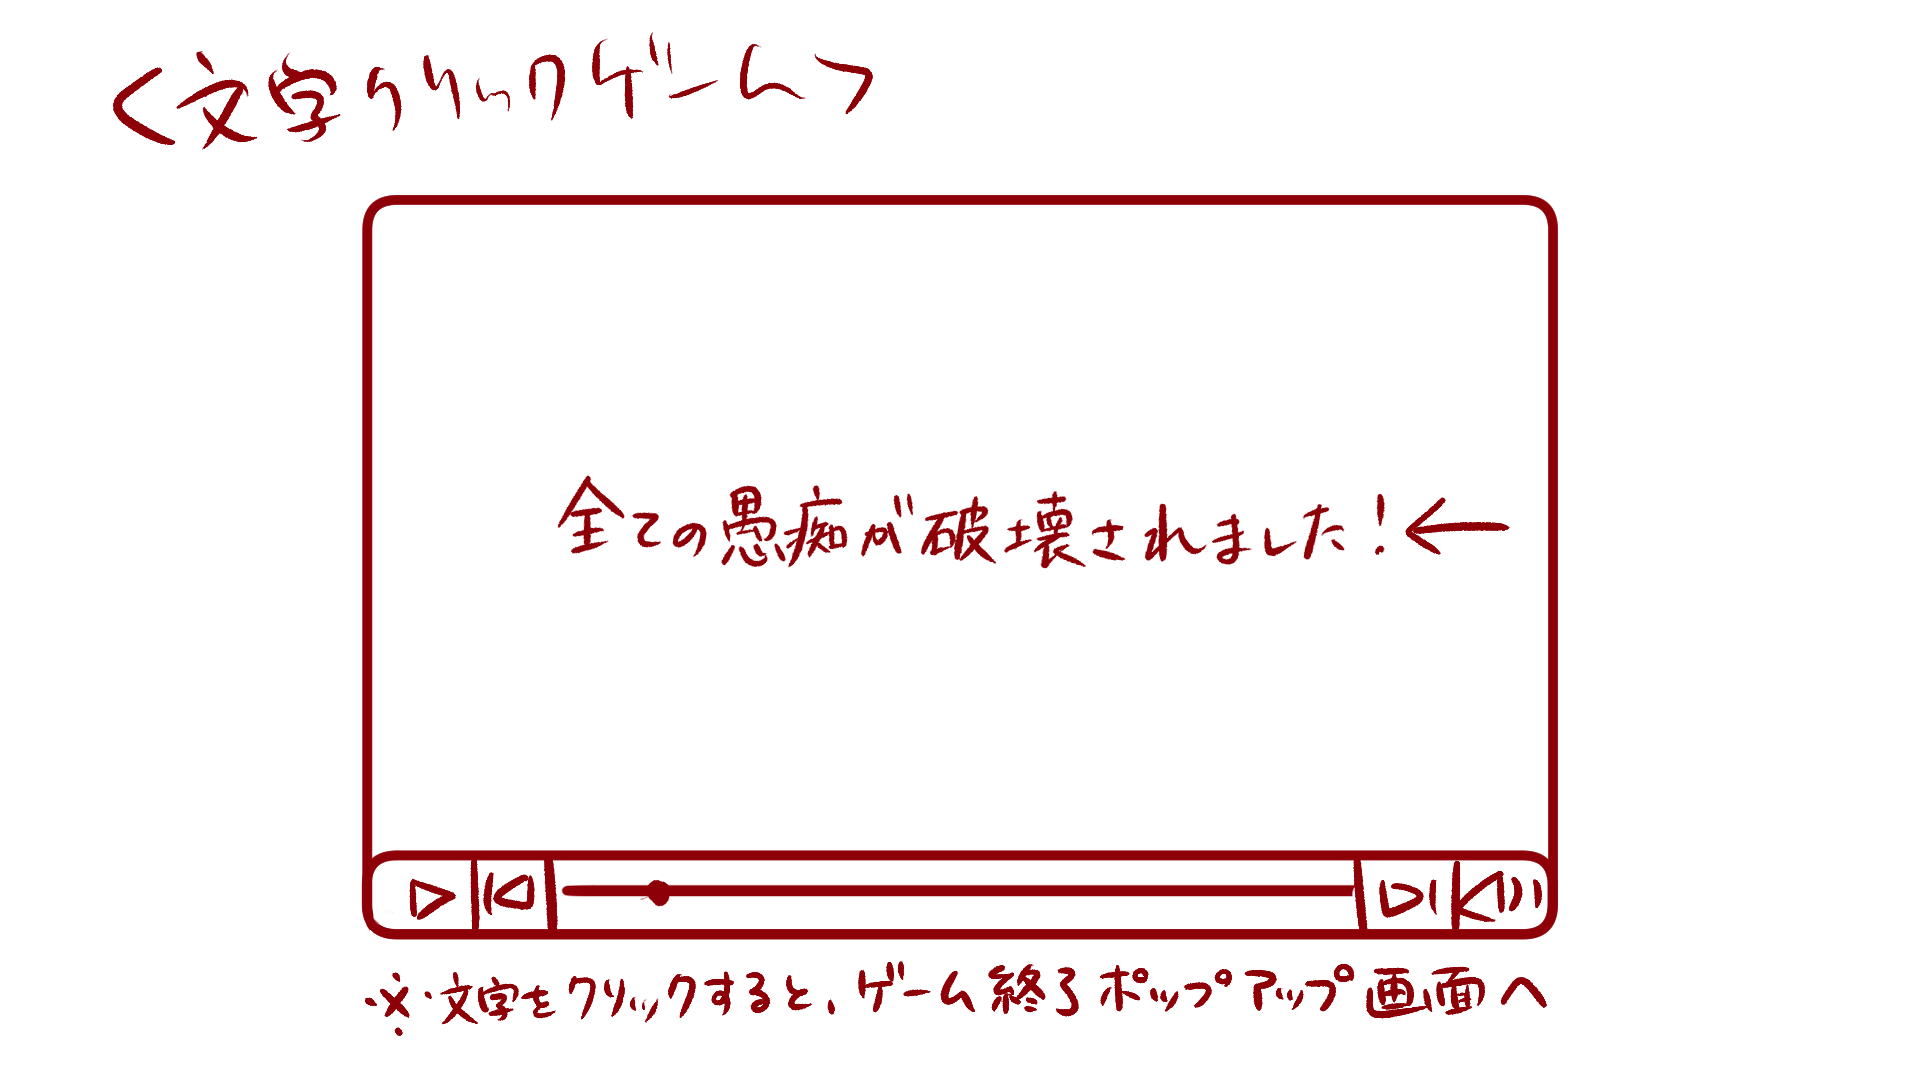 <文字クリックゲーム>
全ての愚痴が破壊されました!←
※文字をクリックすると、ゲーム終了ポップアップ画面へ